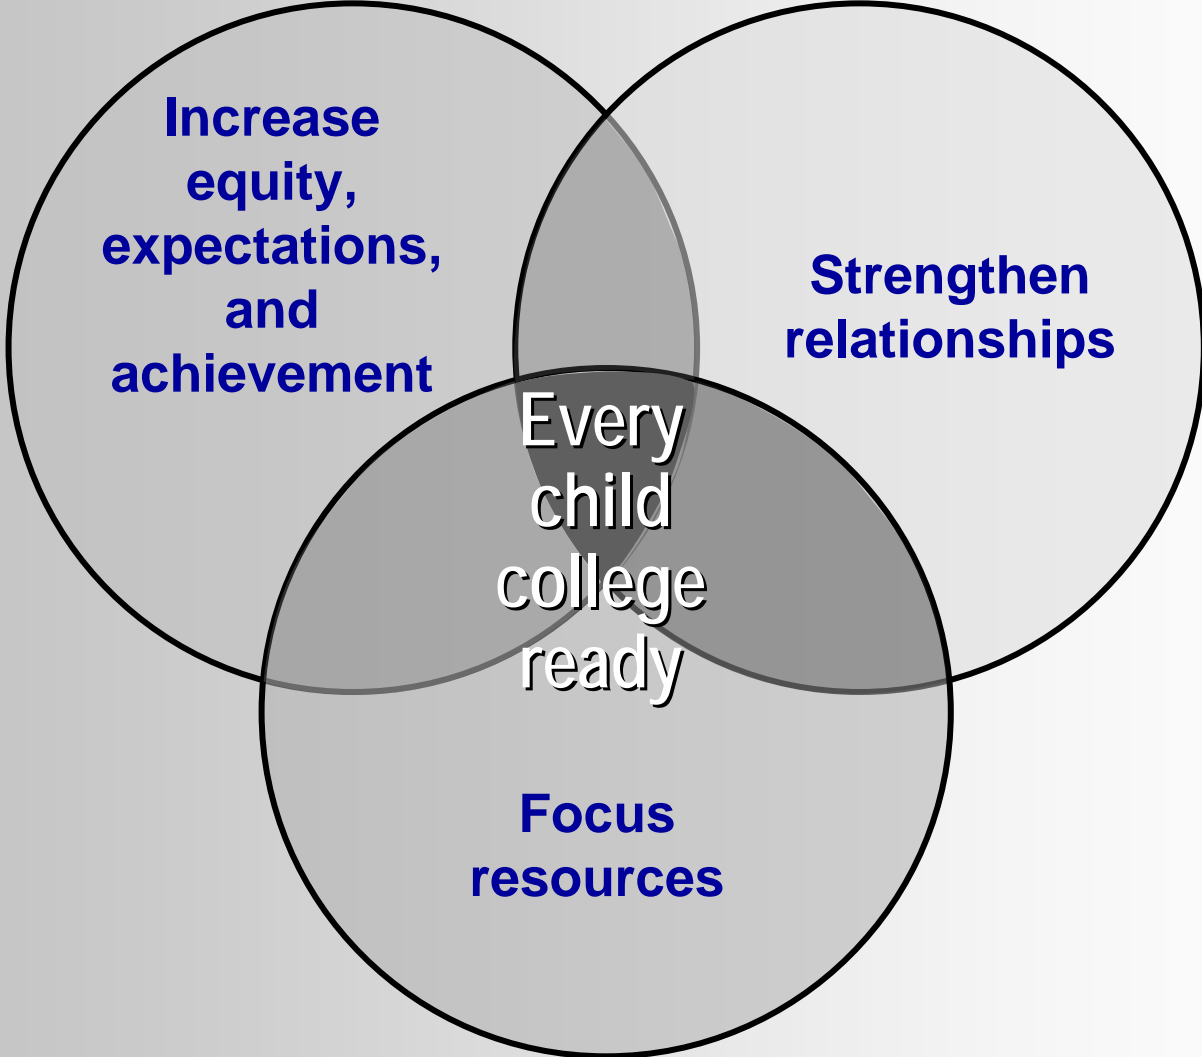 Increase
equity,
expectations,
and
achievement
Strengthen
relationships
Every
child
college
ready
Focus
resources